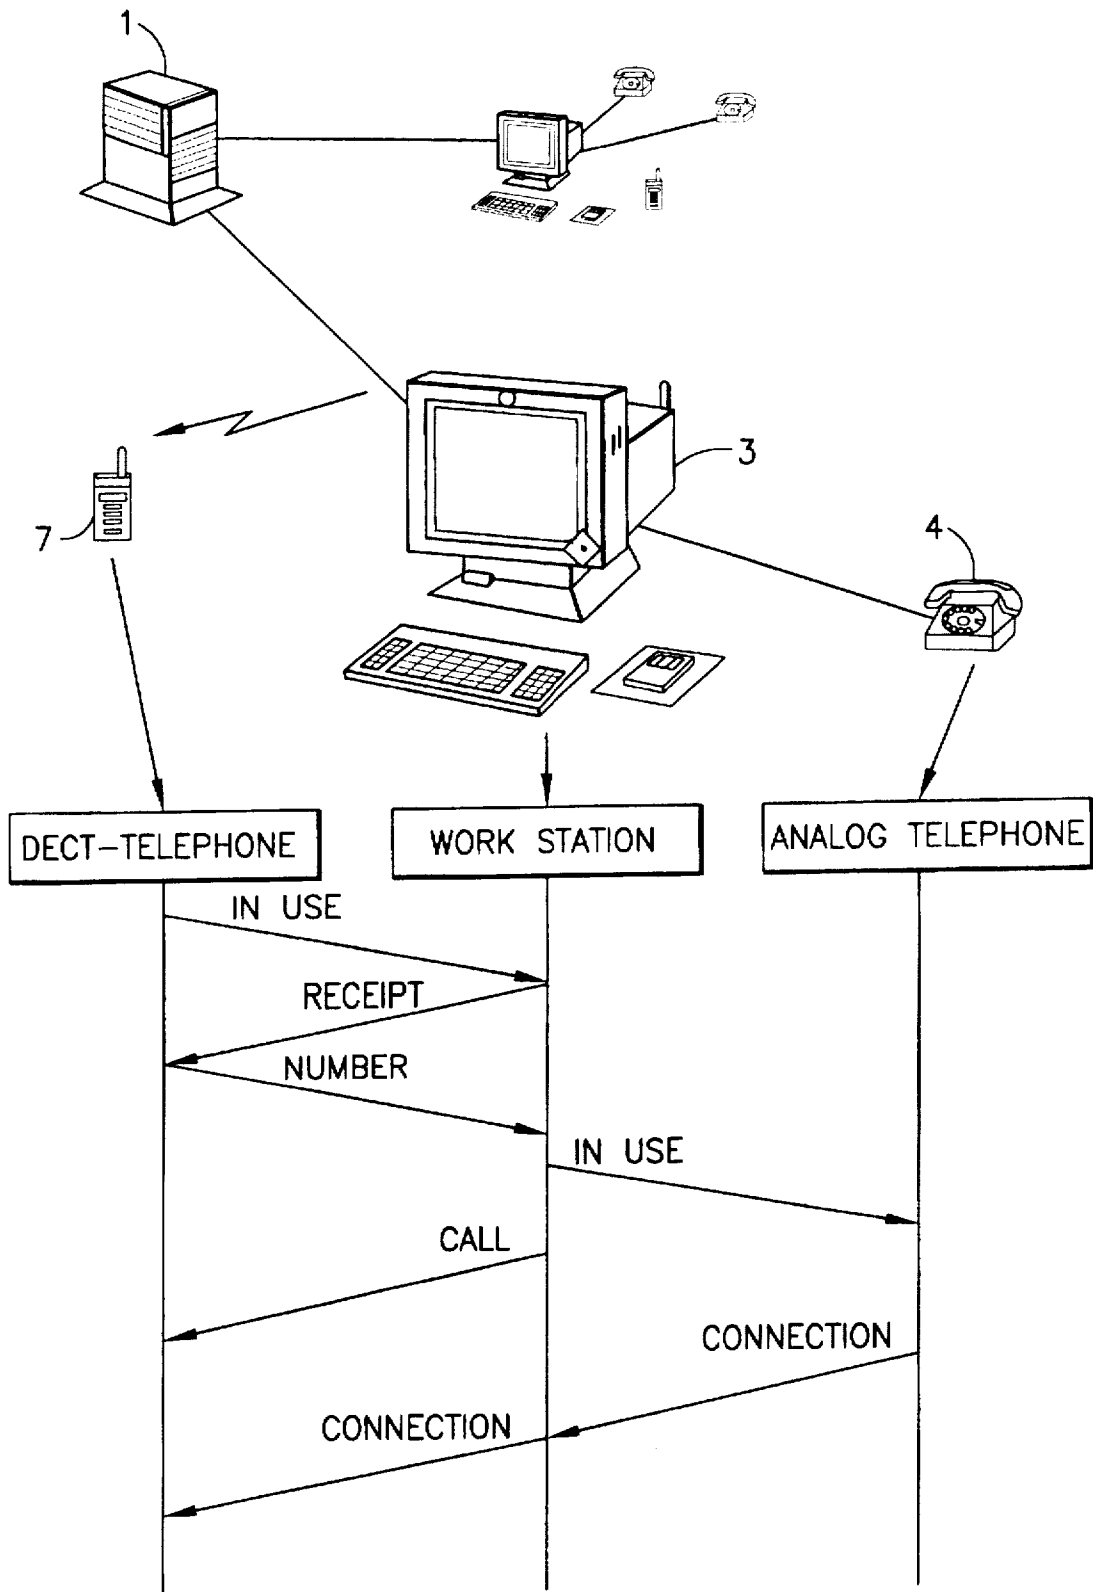 1
3
7
4
DECT-TELEPHONE
WORK STATION
ANALOG TELEPHONE
IN USE
RECEIPT
NUMBER
IN USE
CALL
CONNECTION
CONNECTION